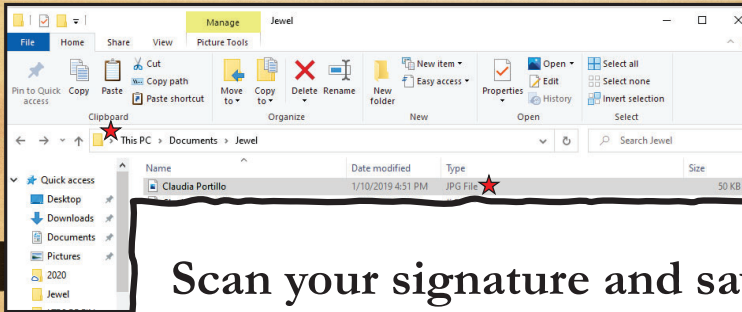 Manage Jewel
File Home Share View Picture Tools
Pin to Quick access
Copy
Paste
Cut
Copy path
Paste shortcut
Move to
Copy to
Delete
Rename
New folder
New item
Easy access
Properties
Open
Edit
History
Select all
Select none
Invert selection
Clipboard Organize New Open Select
This PC > Documents > Jewel
Search Jewel
Name Date modified Type Size
Claudia Portillo 1/10/2019 4:51 PM JPG File 50 KB
Quick access
Desktop
Downloads
Documents
Pictures
2020
Jewel
Scan your signature and sa